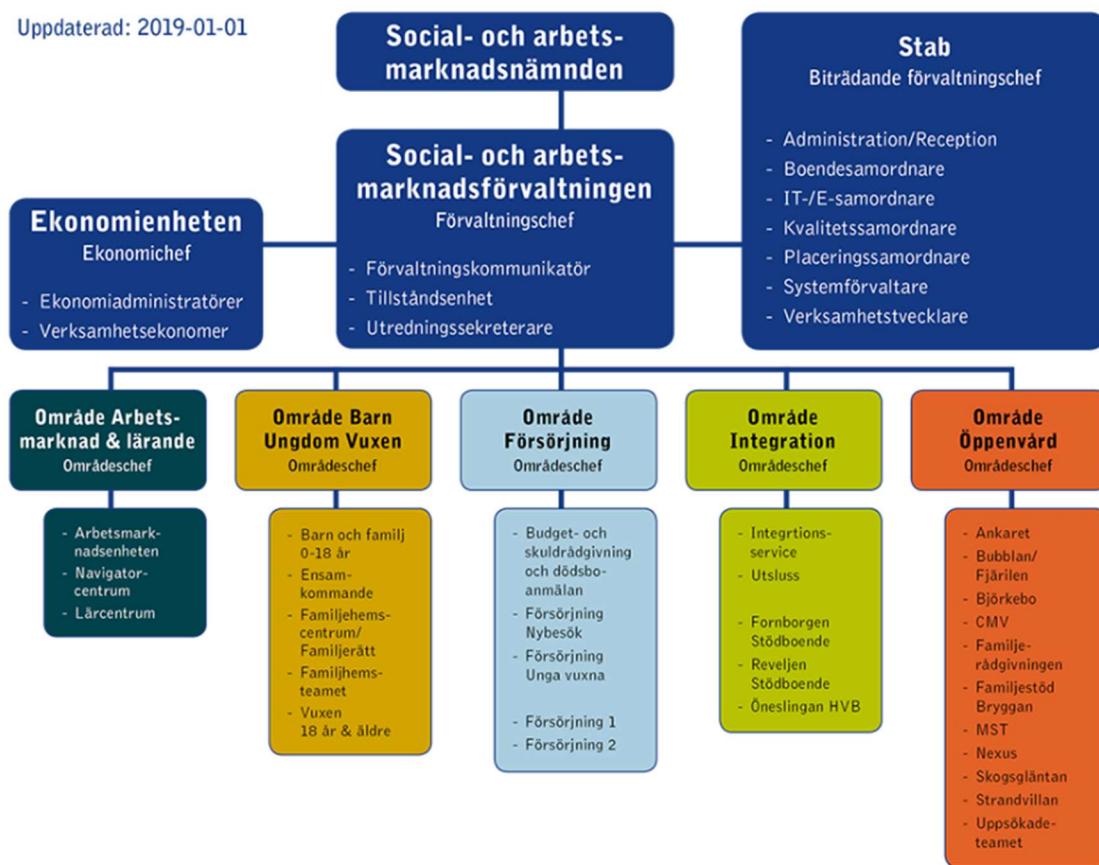 Uppdaterad: 2019-01-01
Social- och arbets-
marknadsnämnden
Stab
Biträdande förvaltningschef
- Administration/Reception
- Boendesamordnare
- IT-/E-samordnare
- Kvalitetssamordnare
- Placeringssamordnare
- Systemförvaltare
- Verksamhetstvecklare
Social- och arbets-
marknadsförvaltningen
Förvaltningschef
- Förvaltningskommunikatör
- Tillståndsenhet
- Utredningssekreterare
Ekonomienheten
Ekonomichef
- Ekonomiadministratörer
- Verksamhetsekonomer
Område Arbets-
marknad & lärande
Områdeschef
- Arbetsmark-
nadsenheten
- Navigator-
centrum
- Lärcentrum
Område Barn
Ungdom Vuxen
Områdeschef
- Barn och familj
0-18 år
- Ensam-
kommande
- Familjehems-
centrum/
Familjerätt
- Familjhems-
teamet
- Vuxen
18 år & äldre
Område
Försörjning
Områdeschef
- Budget- och
skuldrådgivning
och dödsbo-
anmälan
- Försörjning
Nybesök
- Försörjning
Unga vuxna
- Försörjning 1
- Försörjning 2
Område
Integration
Områdeschef
- Integrtions-
service
- Utsluss
- Fornborgen
Stödboende
- Reveljen
Stödboende
- Öneslingan HVB
Område
Öppenvård
Områdeschef
- Ankaret
- Bubblan/
Fjärilen
- Björkebo
- CMV
- Familje-
rådgivningen
- Familjestöd
Bryggan
- MST
- Nexus
- Skogsgläntan
- Strandvillan
- Uppsökade-
teamet